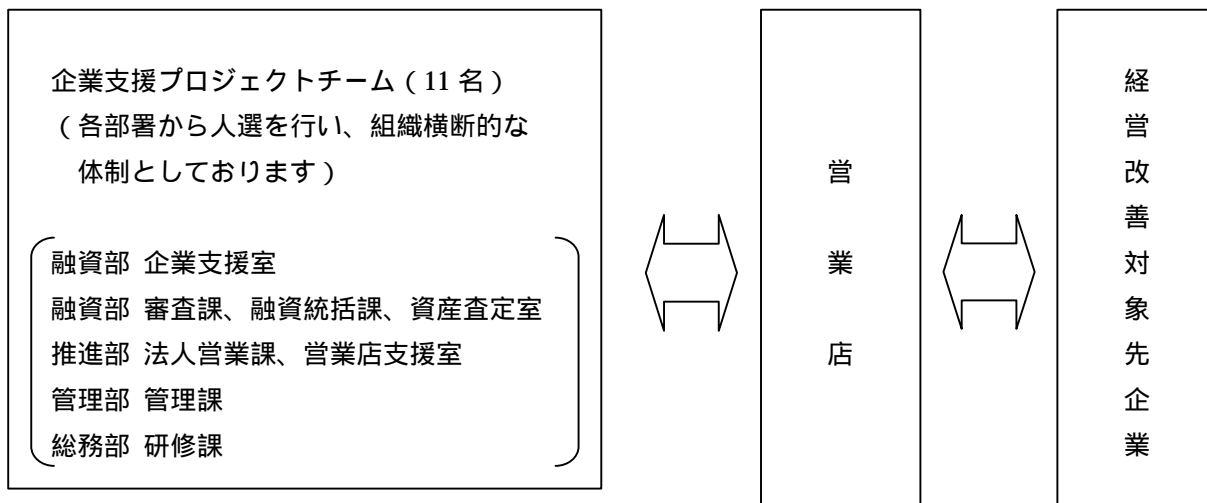 企業支援プロジェクトチーム（11名）
（各部署から人選を行い、組織横断的な
体制としております）
融資部 企業支援室
融資部 審査課、融資統括課、資産査定室
推進部 法人営業課、営業店支援室
管理部 管理課
総務部 研修課
営業店
経営改善対象先企業